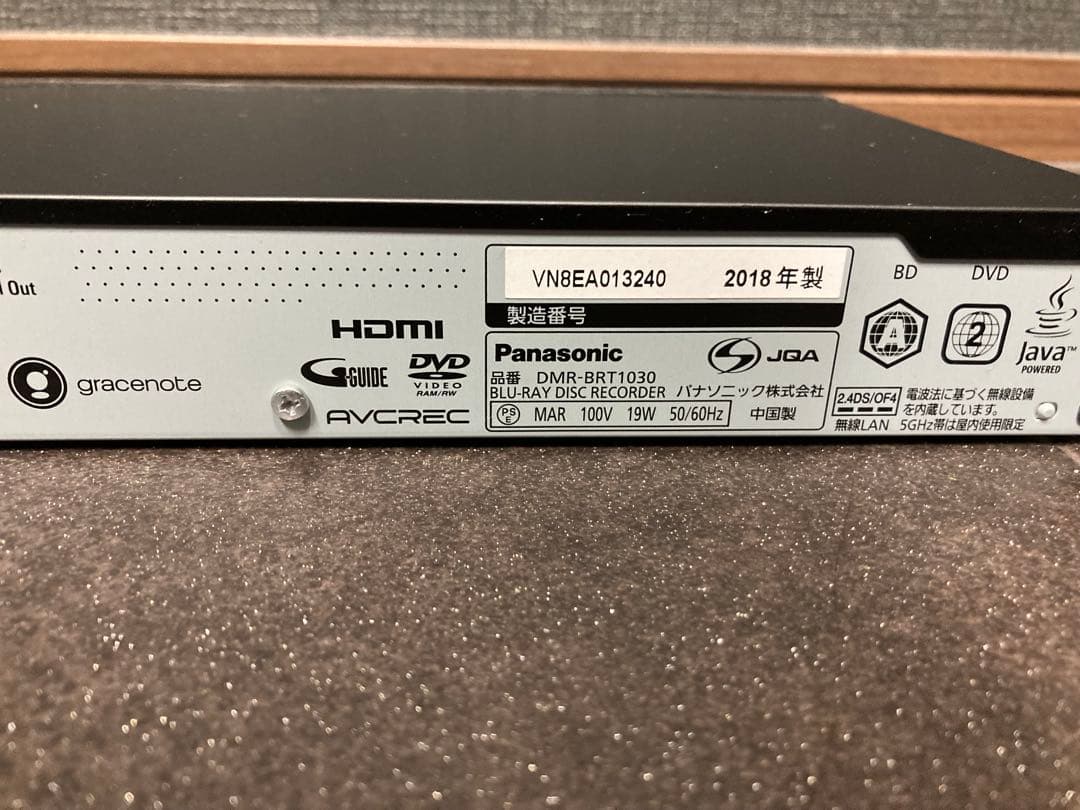 Out
HDMI
gracenote
G-GUIDE
DVD
VIDEO
RAM/RW
AVCREC
VN8EA013240 2018年製
製造番号
Panasonic
JQA
品番 DMR-BRT1030
BLU-RAY DISC RECORDER パナソニック株式会社
PSE MAR 100V 19W 50/60Hz 中国製
BD
A
DVD
2
Java™
POWERED
2.4DS/OF4
電波法に基づく無線設備
を内蔵しています。
無線LAN 5GHz帯は屋内使用限定